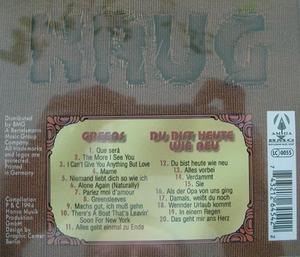 KRUG
Distributed
by BMG
A Bertelsmann
Music Group
Company.
All trademarks
and logos are
protected.
Printed
in Germany
Compilation
P & C 1994
Hansa Musik
Produktion
GmbH
Design by
Graphic Center
Berlin
GREENS
1. Que será
2. The More I See You
3. I Can't Give You Anything But Love
4. Mame
5. Niemand liebt dich so wie ich
6. Alone Again (Naturally)
7. Parlez moi d'amour
8. Greensleeves
9. Machs gut, ich muß gehn
10. There's A Boat That's Leavin'
Soon For New York
11. Alles geht einmal zu Ende
DU BIST HEUTE
WIE NEU
12. Du bist heute wie neu
13. Alles vorbei
14. Verdammt
15. Sie
16. Als der Opa von uns ging
17. Damals, weißt du noch
18. Wenn der Urlaub kommt
19. In einem Regen
20. Das geht mir ans Herz
AMIGA
LC 0055